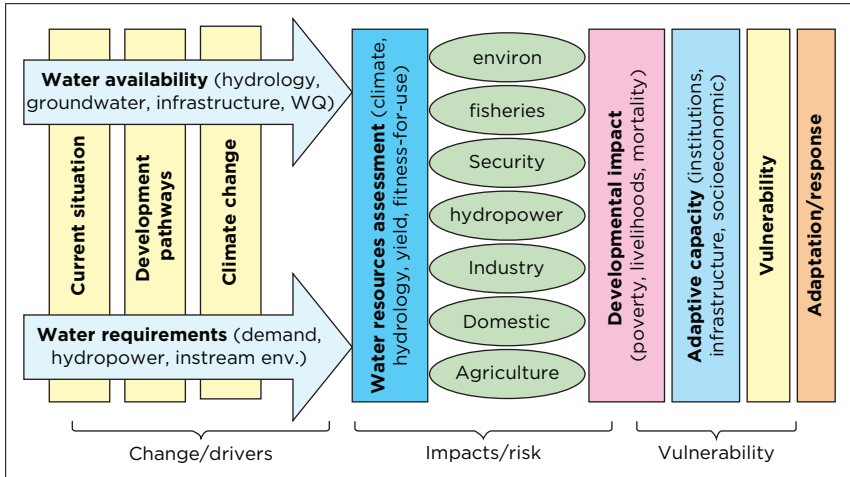 Water availability (hydrology,
groundwater, infrastructure, WQ)
Current situation
Development
pathways
Climate change
Water requirements (demand,
hydropower, instream env.)
Water resources assessment (climate,
hydrology, yield, fitness-for-use)
environ
fisheries
Security
hydropower
Industry
Domestic
Agriculture
Developmental impact
(poverty, livelihoods, mortality)
Adaptive capacity (institutions,
infrastructure, socioeconomic)
Vulnerability
Adaptation/response
Change/drivers
Impacts/risk
Vulnerability